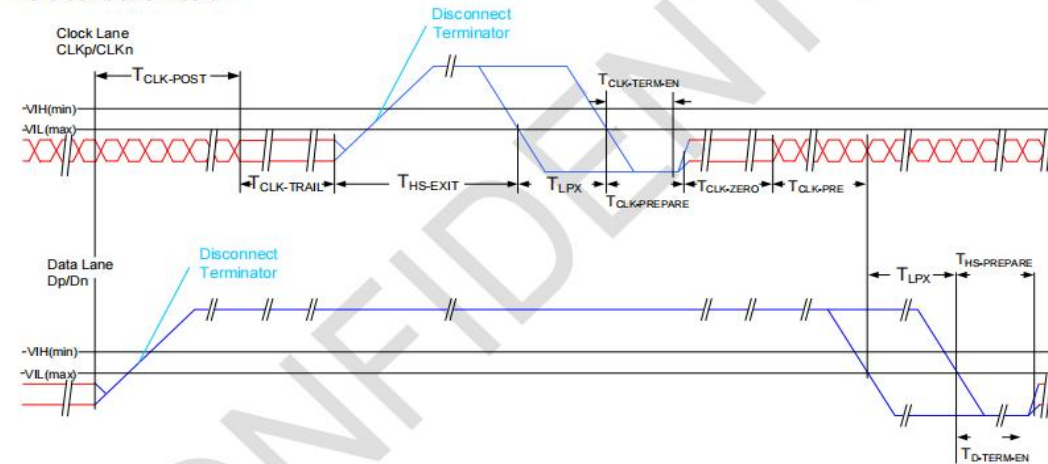 Disconnect
Terminator
Clock Lane
CLKp/CLKn
TCLK-POST
TCLK-TERM-EN
VIH(min)
VIL(max)
TCLK-TRAIL
THS-EXIT
TLPX
TCLK-PREPARE
TCLK-ZERO
TCLK-PRE
Disconnect
Terminator
Data Lane
Dp/Dn
TLPX
THS-PREPARE
VIH(min)
VIL(max)
TD-TERM-EN
ONFIDENT